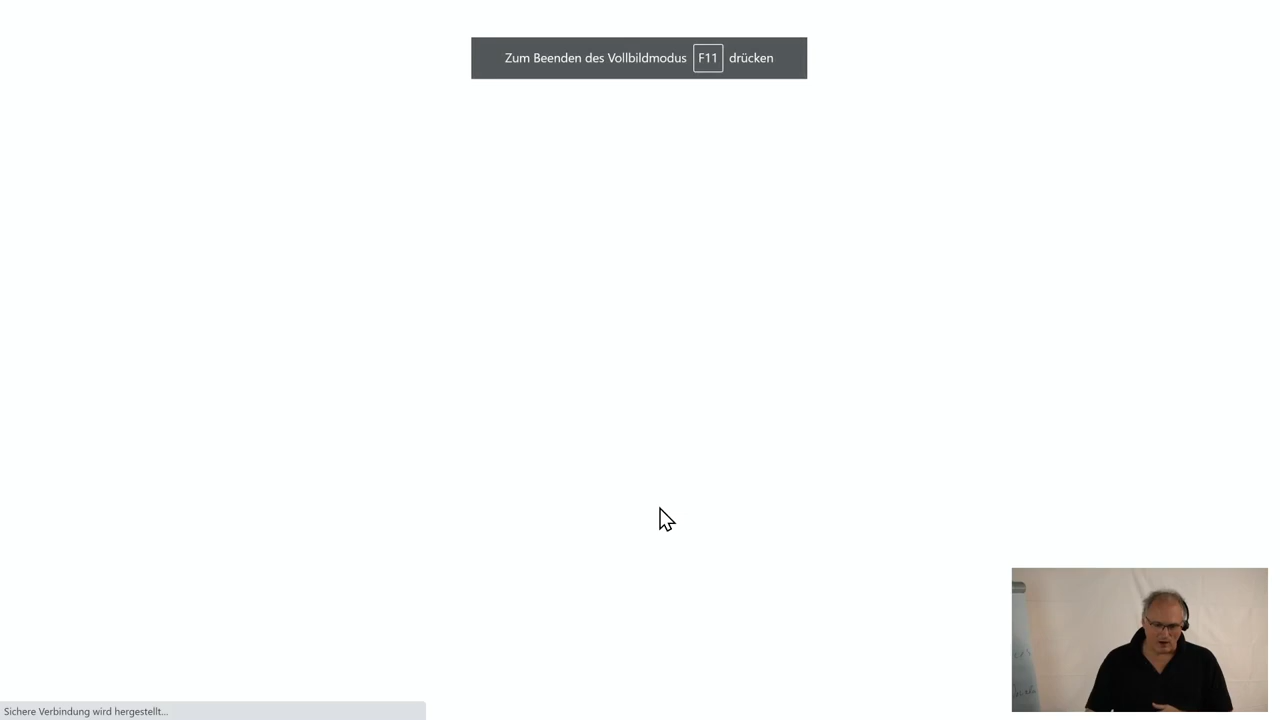 Zum Beenden des Vollbildmodus F11 drücken
Sichere Verbindung wird hergestellt...